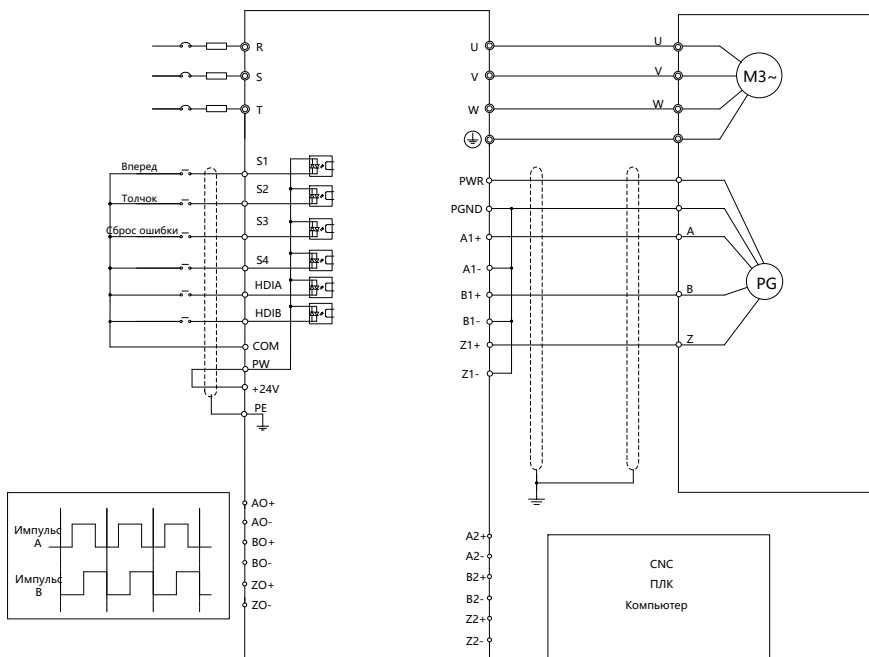 R
S
T
U
V
W
U
V
W
M3~
Вперед
Толчок
Сброс ошибки
S1
S2
S3
S4
HDIA
HDIB
COM
PW
+24V
PE
PWR
PGND
A1+
A1-
B1+
B1-
Z1+
Z1-
A
B
Z
PG
Импульс
A
Импульс
B
AO+
AO-
BO+
BO-
ZO+
ZO-
A2+
A2-
B2+
B2-
Z2+
Z2-
CNC
ПЛК
Компьютер